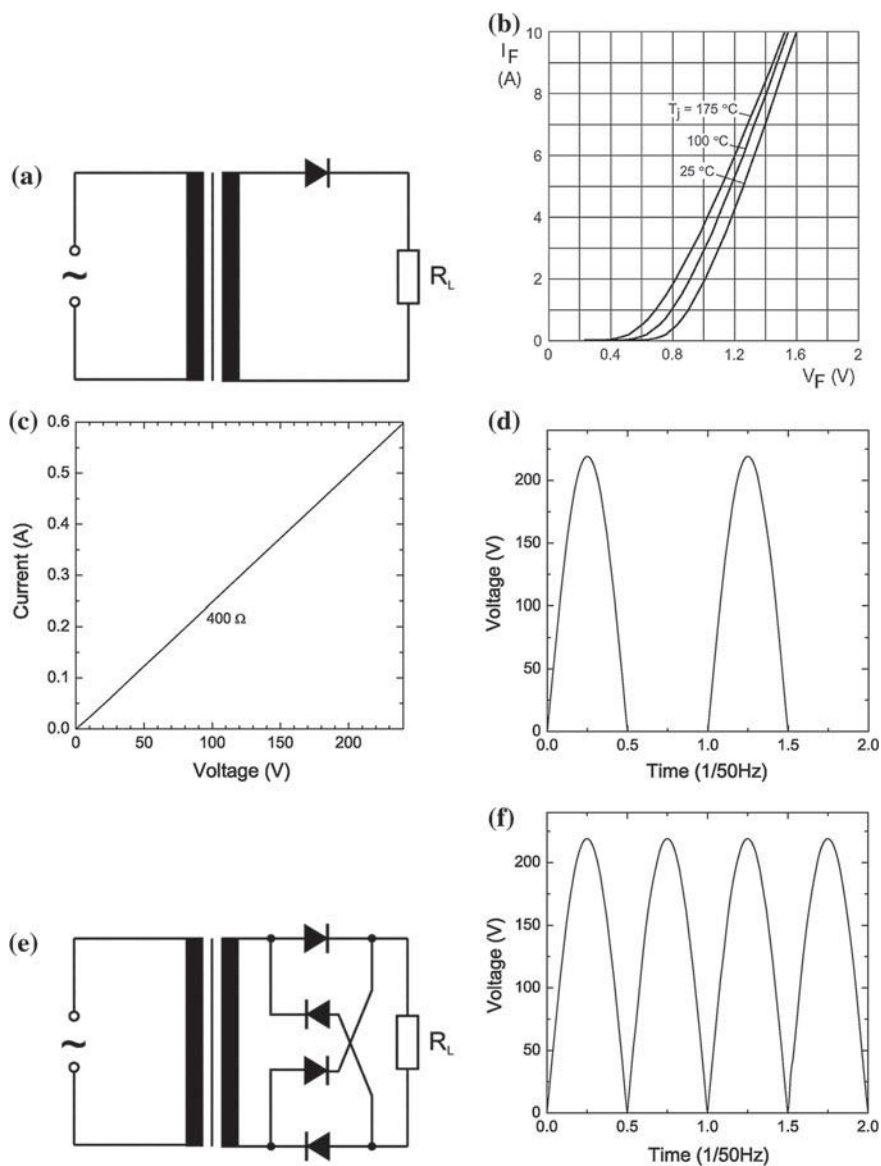 (a)
~
R_L
(b)
I_F
(A)
10
8
6
4
2
0
T_j = 175 °C
100 °C
25 °C
0 0.4 0.8 1.2 1.6 2
V_F (V)
(c)
Current (A)
0.6
0.5
0.4
0.3
0.2
0.1
0.0
400 Ω
0 50 100 150 200
Voltage (V)
(d)
Voltage (V)
200
150
100
50
0
0.0 0.5 1.0 1.5 2.0
Time (1/50Hz)
(e)
~
R_L
(f)
Voltage (V)
200
150
100
50
0
0.0 0.5 1.0 1.5 2.0
Time (1/50Hz)